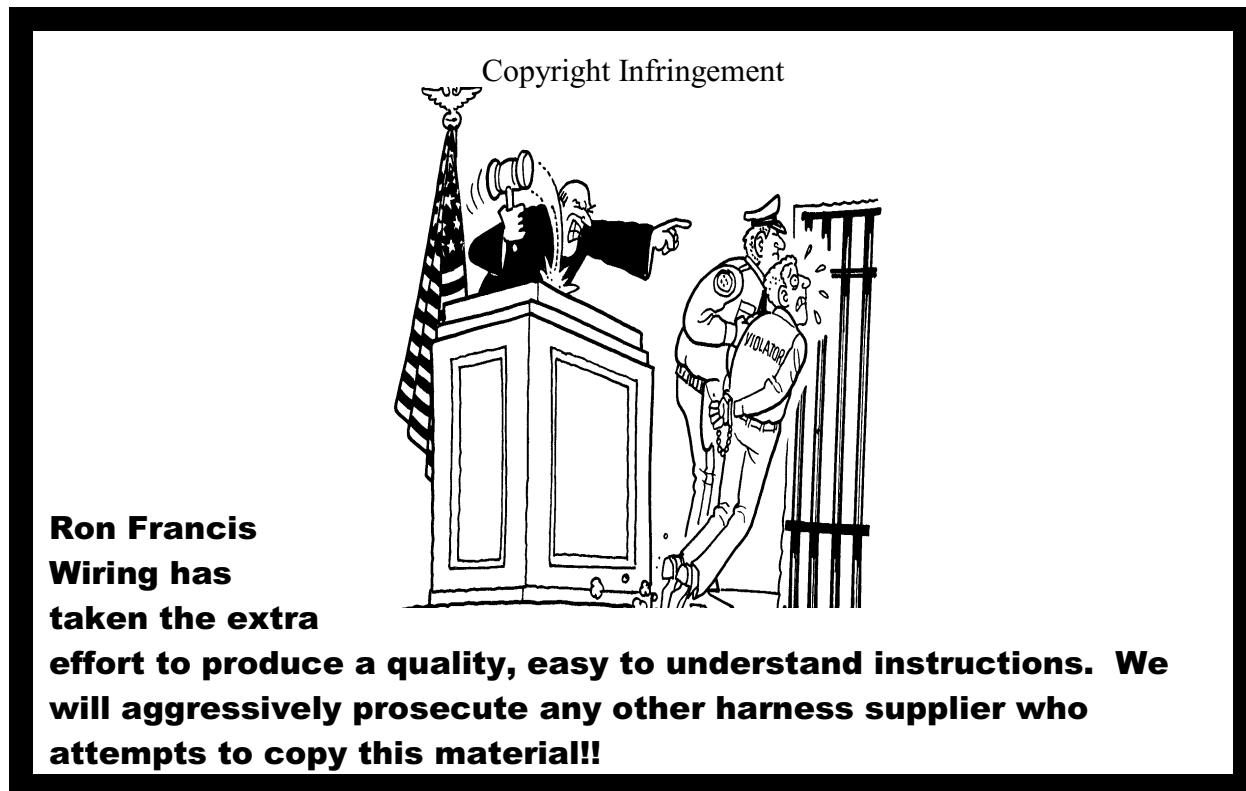 Copyright Infringement
VIOLATOR
Ron Francis
Wiring has
taken the extra
effort to produce a quality, easy to understand instructions.  We
will aggressively prosecute any other harness supplier who
attempts to copy this material!!